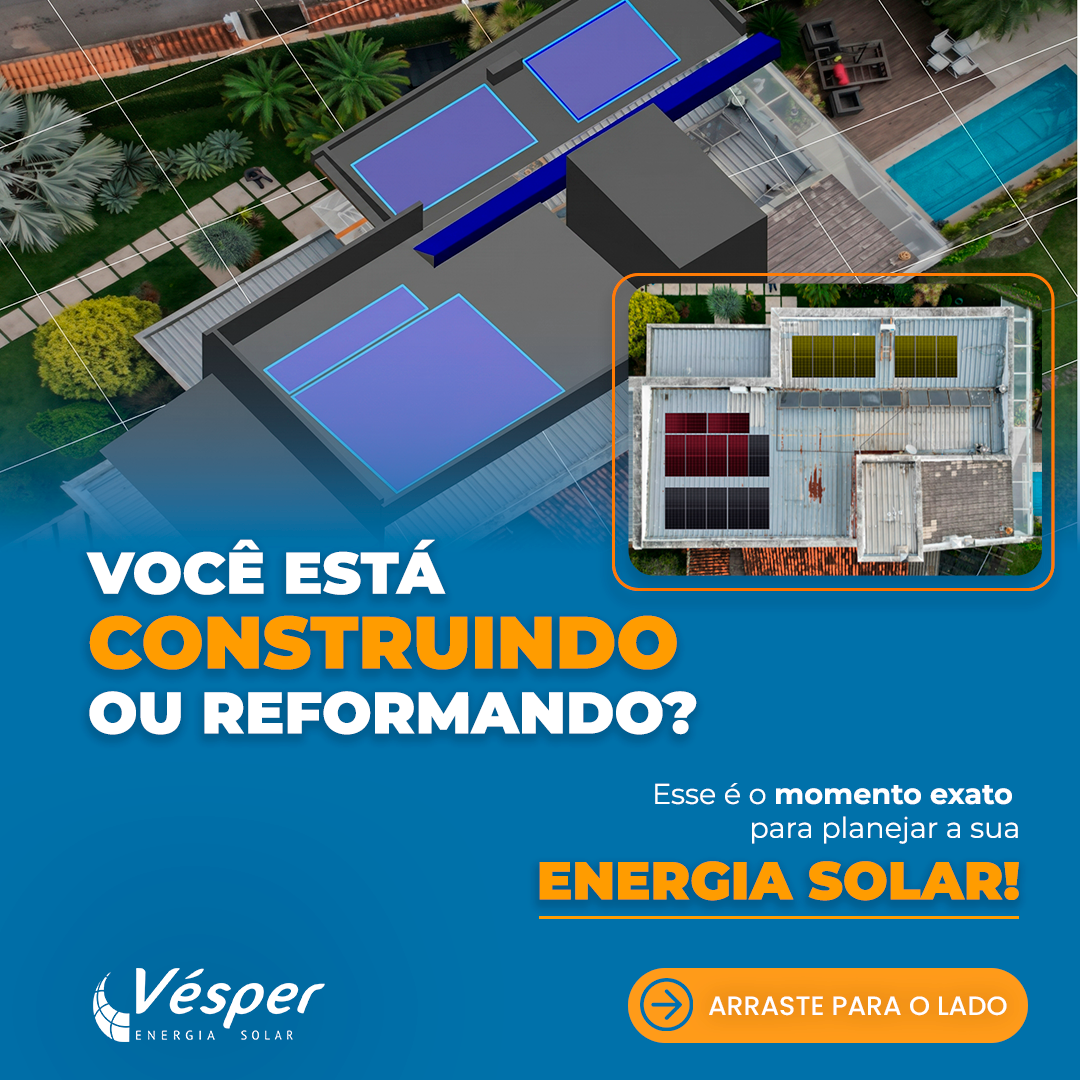 VOCÊ ESTÁ
CONSTRUINDO
OU REFORMANDO?
Esse é o momento exato
para planejar a sua
ENERGIA SOLAR!
Vésper
ENERGIA SOLAR
ARRASTE PARA O LADO